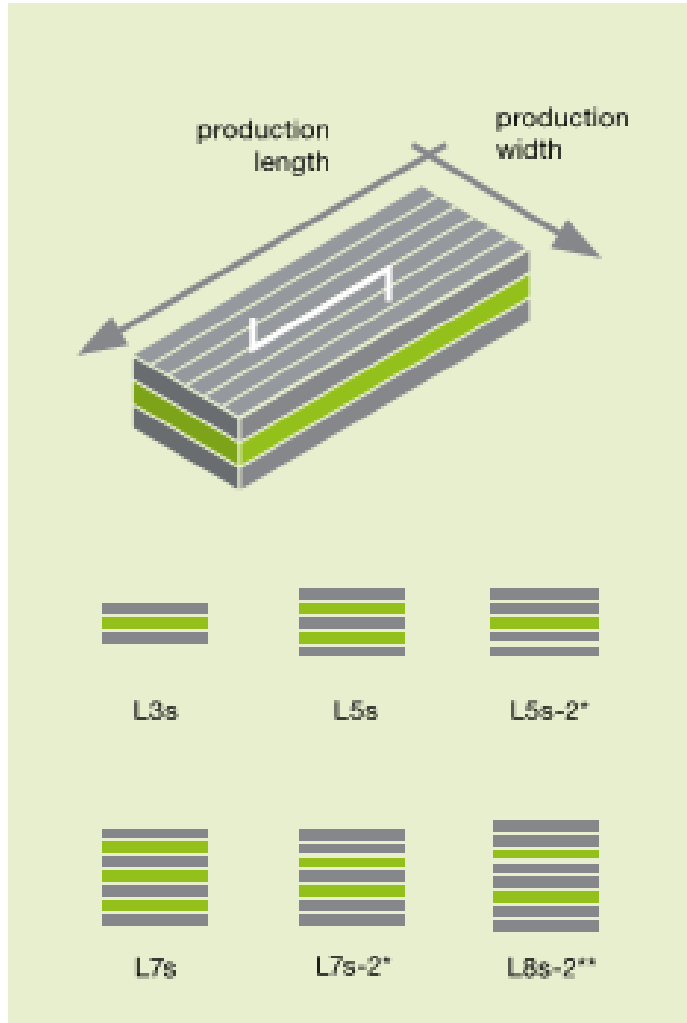 production
length
production
width
L3s
L5s
L5s-2*
L7s
L7s-2*
L8s-2**